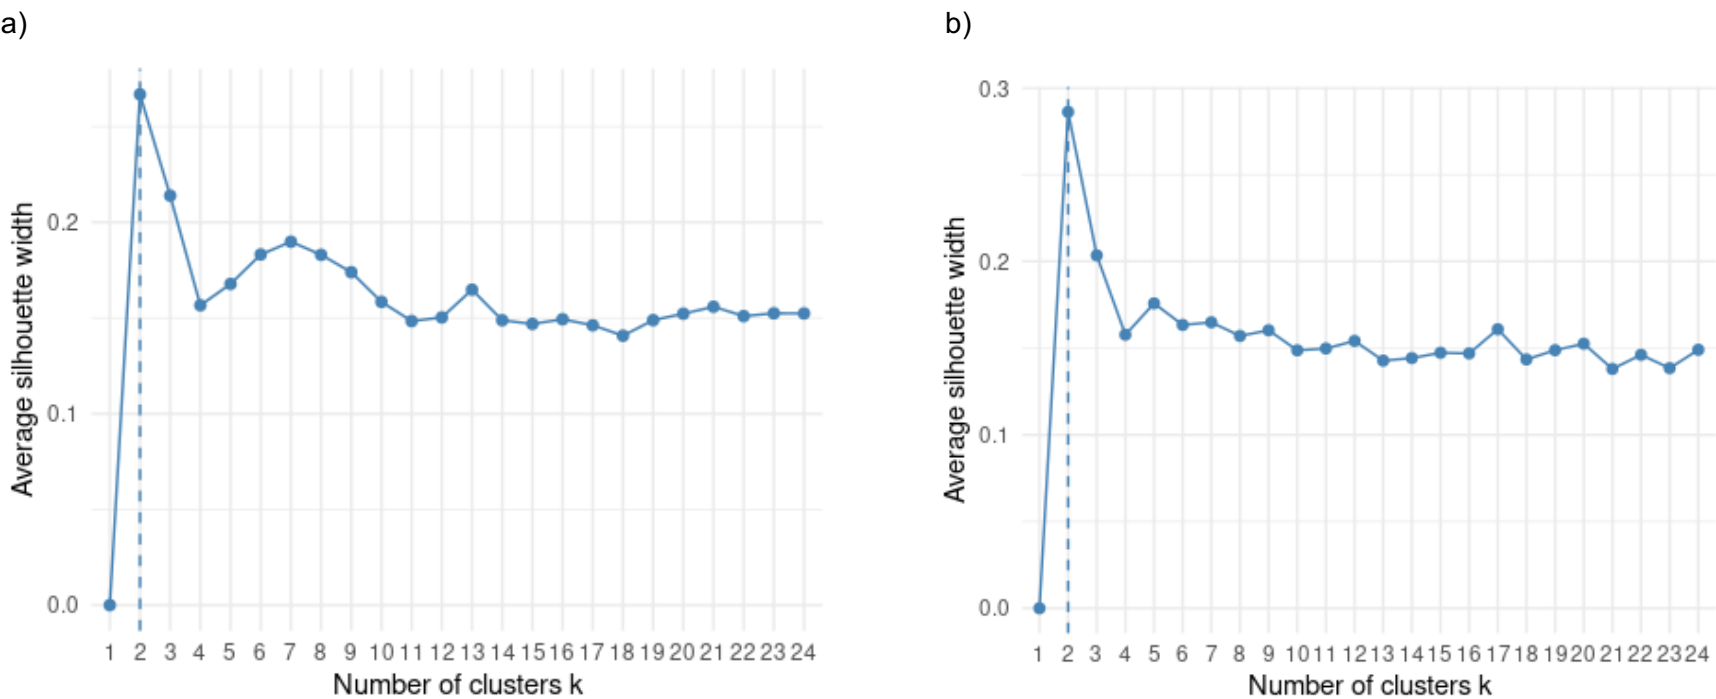 a)
b)
Average silhouette width
0.2
0.1
0.0
1 2 3 4 5 6 7 8 9 10 11 12 13 14 15 16 17 18 19 20 21 22 23 24
Number of clusters k
Average silhouette width
0.3
0.2
0.1
0.0
1 2 3 4 5 6 7 8 9 10 11 12 13 14 15 16 17 18 19 20 21 22 23 24
Number of clusters k